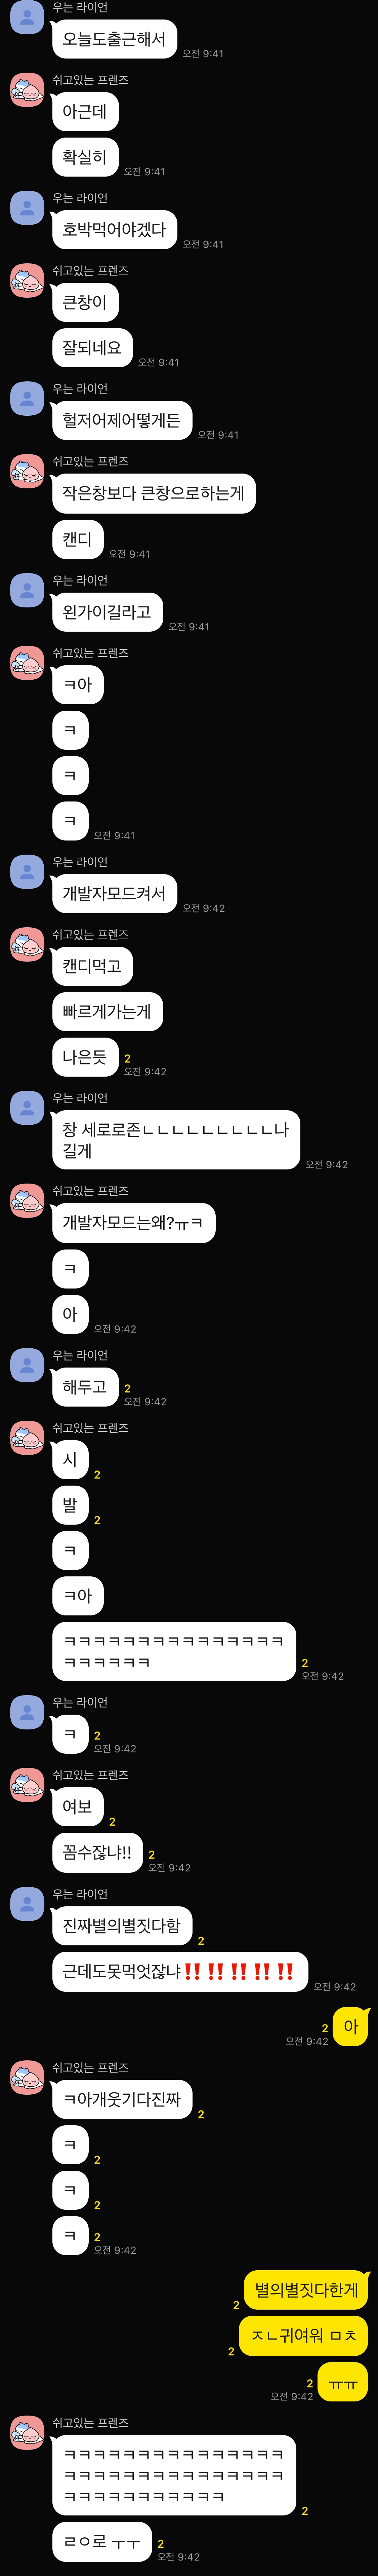 우는 라이언
오늘도출근해서
오전 9:41
쉬고있는 프렌즈
아근데
확실히
오전 9:41
우는 라이언
호박먹어야겠다
오전 9:41
쉬고있는 프렌즈
큰창이
잘되네요
오전 9:41
우는 라이언
헐저어제어떻게든
오전 9:41
쉬고있는 프렌즈
작은창보다 큰창으로하는게
캔디
오전 9:41
우는 라이언
왼가이길라고
오전 9:41
쉬고있는 프렌즈
ㅋ아
ㅋ
ㅋ
ㅋ
오전 9:41
우는 라이언
개발자모드켜서
오전 9:42
쉬고있는 프렌즈
캔디먹고
빠르게가는게
나은듯
2
오전 9:42
우는 라이언
창 세로로존ㄴㄴㄴㄴㄴㄴㄴㄴㄴ나
길게
오전 9:42
쉬고있는 프렌즈
개발자모드는왜?ㅠㅋ
ㅋ
아
오전 9:42
우는 라이언
해두고
2
오전 9:42
쉬고있는 프렌즈
시
2
발
2
ㅋ
ㅋ아
ㅋㅋㅋㅋㅋㅋㅋㅋㅋㅋㅋㅋㅋㅋㅋ
ㅋㅋㅋㅋㅋㅋ
2
오전 9:42
우는 라이언
ㅋ
2
오전 9:42
쉬고있는 프렌즈
여보
2
꼼수잖냐!!
2
오전 9:42
우는 라이언
진짜별의별짓다함
2
근데도못먹엇잖냐‼️‼️‼️‼️‼️
오전 9:42
아
2
오전 9:42
쉬고있는 프렌즈
ㅋ아개웃기다진짜
2
ㅋ
2
ㅋ
2
ㅋ
2
오전 9:42
별의별짓다한게
2
ㅈㄴ귀여워 ㅁㅊ
2
ㅠㅠ
2
오전 9:42
쉬고있는 프렌즈
ㅋㅋㅋㅋㅋㅋㅋㅋㅋㅋㅋㅋㅋㅋㅋ
ㅋㅋㅋㅋㅋㅋㅋㅋㅋㅋㅋㅋㅋㅋㅋ
ㅋㅋㅋㅋㅋㅋㅋㅋㅋㅋㅋ
2
ㄹㅇ로 ㅜㅜ
2
오전 9:42